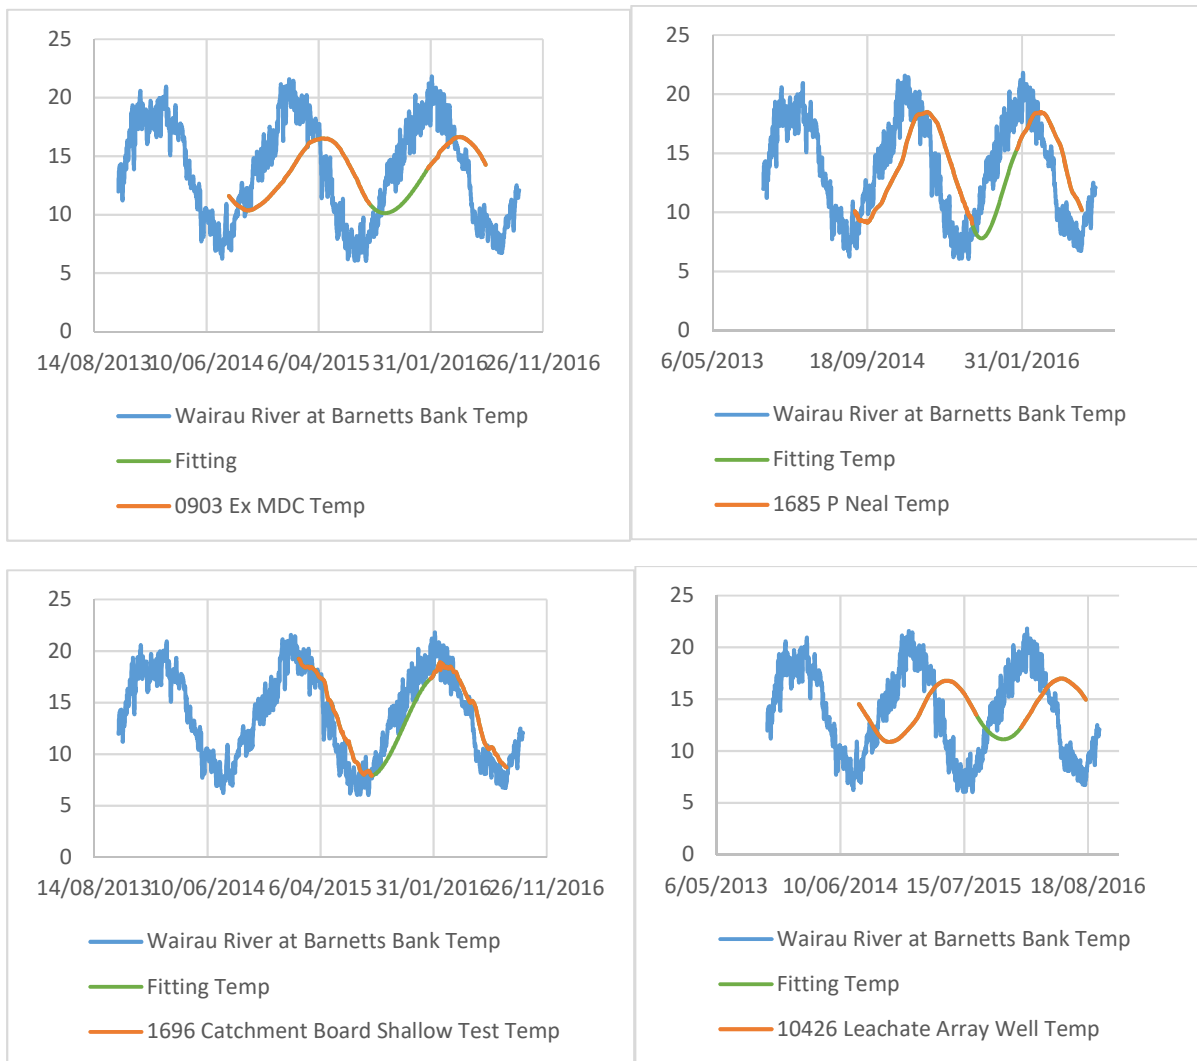 25
20
15
10
5
0
14/08/2013 10/06/2014 6/04/2015 31/01/2016 26/11/2016
Wairau River at Barnetts Bank Temp
Fitting
0903 Ex MDC Temp
25
20
15
10
5
0
6/05/2013 18/09/2014 31/01/2016
Wairau River at Barnetts Bank Temp
Fitting Temp
1685 P Neal Temp
25
20
15
10
5
0
14/08/2013 10/06/2014 6/04/2015 31/01/2016 26/11/2016
Wairau River at Barnetts Bank Temp
Fitting Temp
1696 Catchment Board Shallow Test Temp
25
20
15
10
5
0
6/05/2013 10/06/2014 15/07/2015 18/08/2016
Wairau River at Barnetts Bank Temp
Fitting Temp
10426 Leachate Array Well Temp